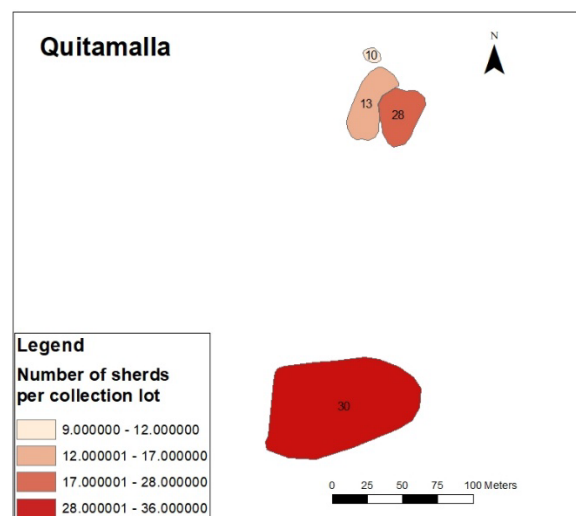 Quitamalla
N
10
13
28
30
Legend
Number of sherds
per collection lot
9.000000 - 12.000000
12.000001 - 17.000000
17.000001 - 28.000000
28.000001 - 36.000000
0 25 50 75 100 Meters